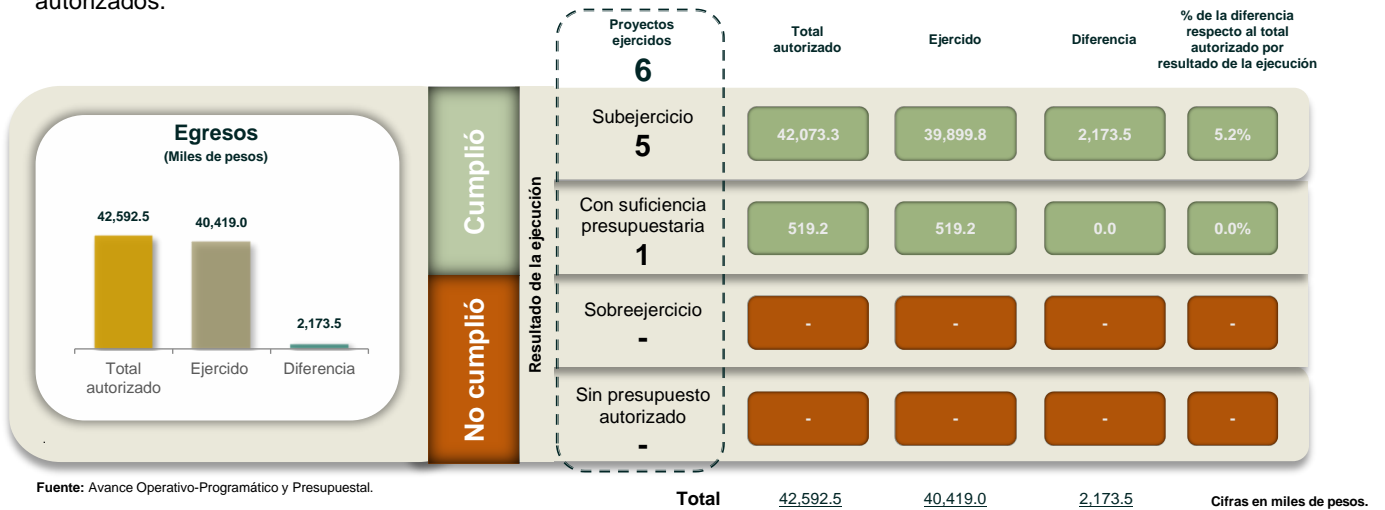 autorizados.
Proyectos
ejercidos
6
Total
autorizado
Ejercido
Diferencia
% de la diferencia
respecto al total
autorizado por
resultado de la ejecución
Egresos
(Miles de pesos)
42,592.5
40,419.0
2,173.5
Total
autorizado
Ejercido
Diferencia
.
Cumplió
No cumplió
Resultado de la ejecución
Subejercicio
5
42,073.3
39,899.8
2,173.5
5.2%
Con suficiencia
presupuestaria
1
519.2
519.2
0.0
0.0%
Sobreejercicio
-
-
-
-
-
Sin presupuesto
autorizado
-
-
-
-
-
Fuente: Avance Operativo-Programático y Presupuestal.
Total 42,592.5 40,419.0 2,173.5 Cifras en miles de pesos.